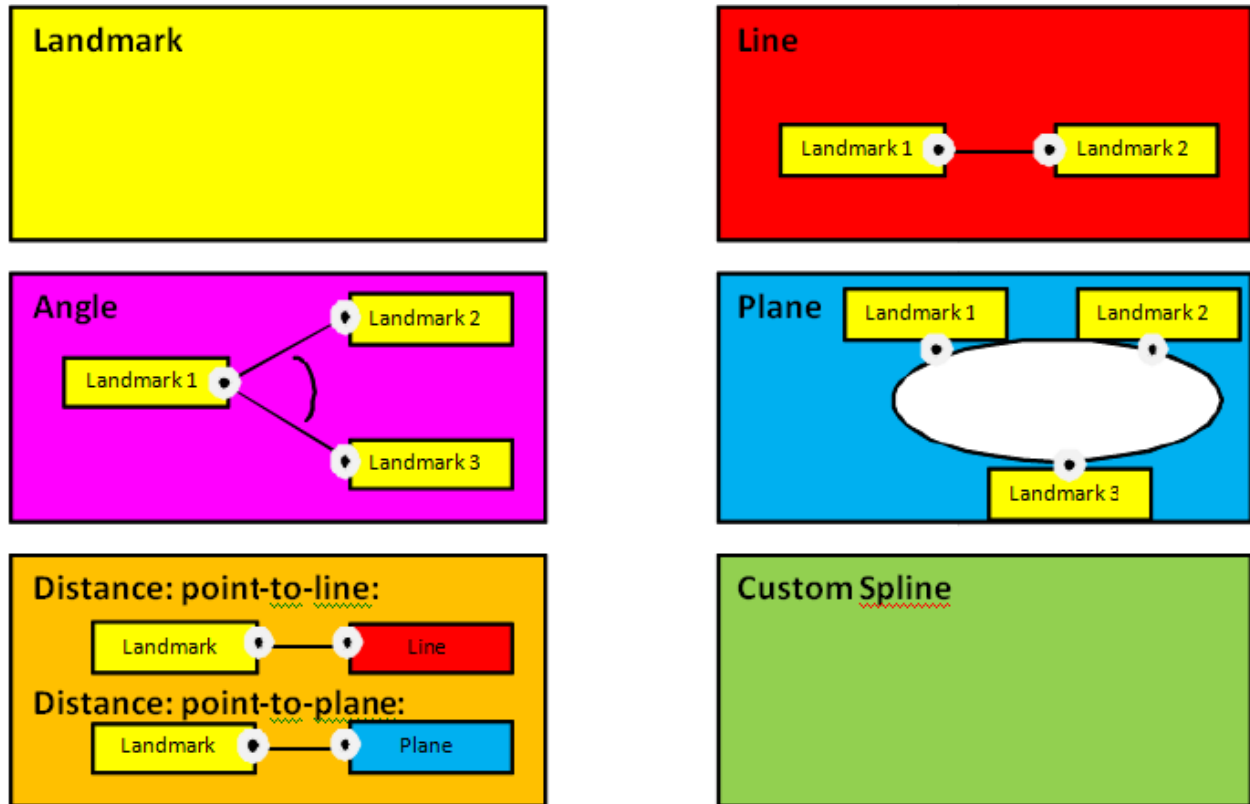 Landmark
Line
Landmark 1
Landmark 2
Angle
Landmark 2
Landmark 1
Landmark 3
Plane
Landmark 1
Landmark 2
Landmark 3
Distance: point-to-line:
Landmark
Line
Distance: point-to-plane:
Landmark
Plane
Custom Spline